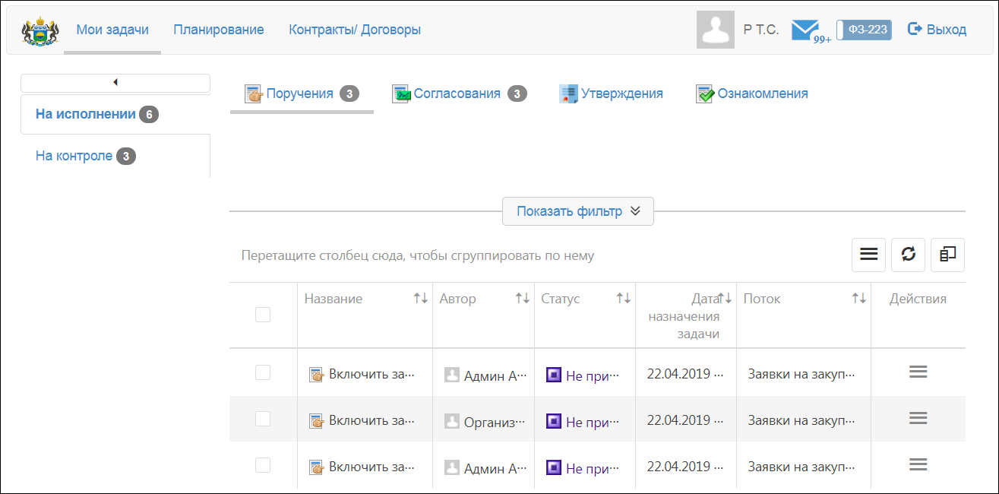 Мои задачи Планирование Контракты/ Договоры Р Т.С. 99+ ФЗ-223 Выход
На исполнении 6
На контроле 3
Поручения 3 Согласования 3 Утверждения Ознакомления
Показать фильтр
Перетащите столбец сюда, чтобы сгруппировать по нему
Название Автор Статус Дата назначения задачи Поток Действия
Включить за... Админ А... Не при... 22.04.2019 ... Заявки на закуп...
Включить за... Организ... Не при... 22.04.2019 ... Заявки на закуп...
Включить за... Админ А... Не при... 22.04.2019 ... Заявки на закуп...